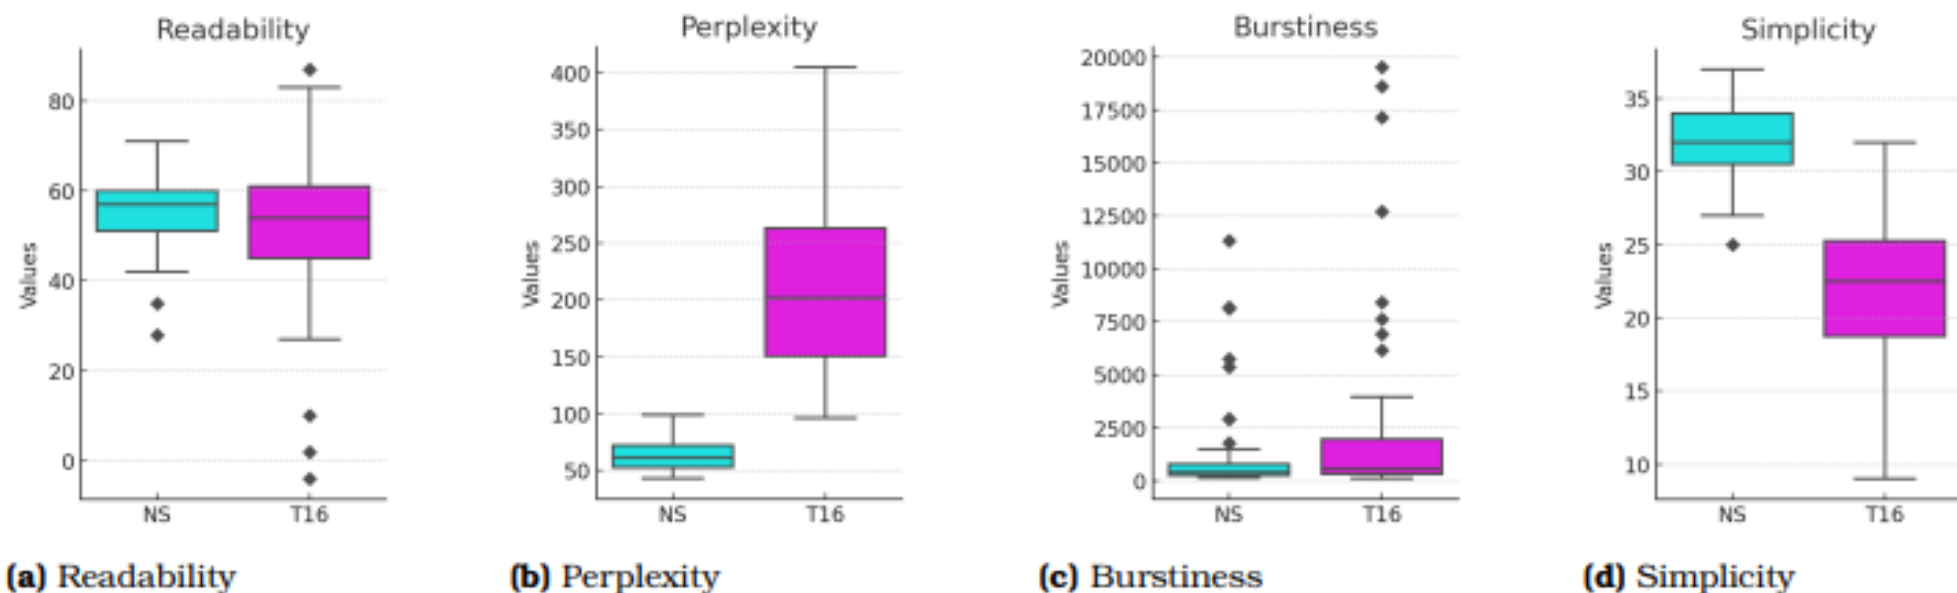 Readability
Values
80
60
40
20
0
NS T16
(a) Readability
Perplexity
Values
400
350
300
250
200
150
100
50
NS T16
(b) Perplexity
Burstiness
Values
20000
17500
15000
12500
10000
7500
5000
2500
0
NS T16
(c) Burstiness
Simplicity
Values
35
30
25
20
15
10
NS T16
(d) Simplicity